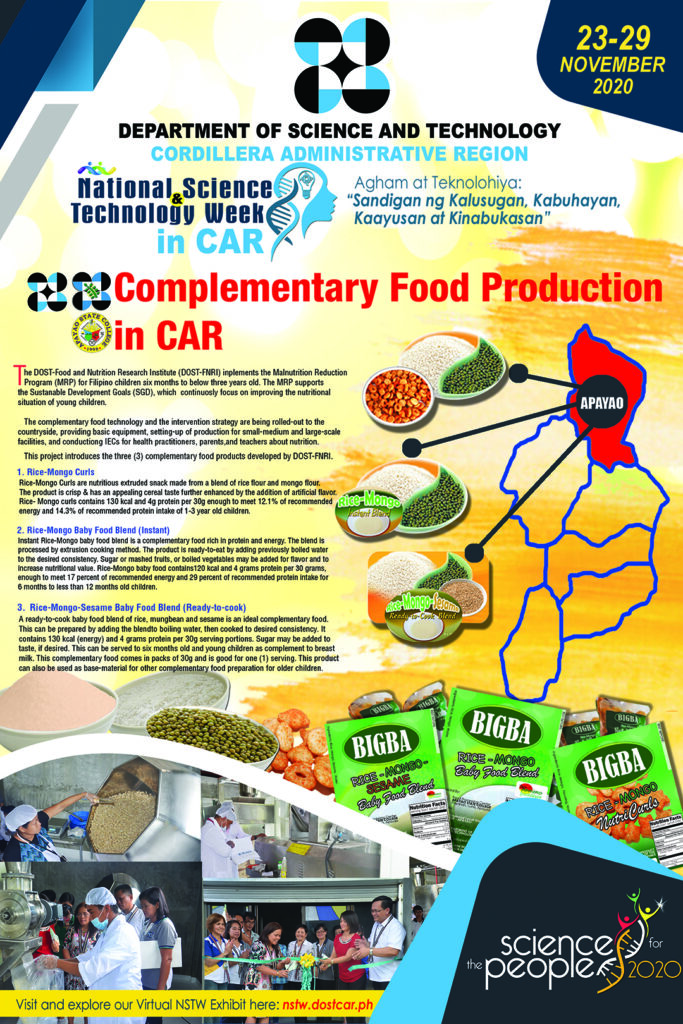 23-29
NOVEMBER
2020
DEPARTMENT OF SCIENCE AND TECHNOLOGY
CORDILLERA ADMINISTRATIVE REGION
National Science
&
Technology Week
in CAR
Agham at Teknolohiya:
“Sandigan ng Kalusugan, Kabuhayan,
Kaayusan at Kinabukasan”
Complementary Food Production
in CAR
APAYAO STATE COLLEGE
The DOST-Food and Nutrition Research Institute (DOST-FNRI) inplements the Malnutrition Reduction
Program (MRP) for Filipino children six months to below three years old. The MRP supports
the Sustanable Development Goals (SGD), which continuosly focus on improving the nutritional
situation of young children.
The complementary food technology and the intervention strategy are being rolled-out to the
countryside, providing basic equipment, setting-up of production for small-medium and large-scale
facilities, and conductiong IECs for health practitioners, parents,and teachers about nutrition.
This project introduces the three (3) complementary food products developed by DOST-FNRI.
1. Rice-Mongo Curls
Rice-Mongo Curls are nutritious extruded snack made from a blend of rice flour and mongo flour.
The product is crisp & has an appealing cereal taste further enhanced by the addition of artificial flavor.
Rice- Mongo curls contains 130 kcal and 4g protein per 30g enough to meet 12.1% of recommended
energy and 14.3% of recommended protein intake of 1-3 year old children.
2. Rice-Mongo Baby Food Blend (Instant)
Instant Rice-Mongo baby food blend is a complementary food rich in protein and energy. The blend is
processed by extrusion cooking method. The product is ready-to-eat by adding previously boiled water
to the desired consistency. Sugar or mashed fruits, or boiled vegetables may be added for flavor and to
increase nutritional value. Rice-Mongo baby food contains120 kcal and 4 grams protein per 30 grams,
enough to meet 17 percent of recommended energy and 29 percent of recommended protein intake for
6 months to less than 12 months old children.
3. Rice-Mongo-Sesame Baby Food Blend (Ready-to-cook)
A ready-to-cook baby food blend of rice, mungbean and sesame is an ideal complementary food.
This can be prepared by adding the blendto boiling water, then cooked to desired consistency. It
contains 130 kcal (energy) and 4 grams protein per 30g serving portions. Sugar may be added to
taste, if desired. This can be served to six months old and young children as complement to breast
milk. This complementary food comes in packs of 30g and is good for one (1) serving. This product
can also be used as base-material for other complementary food preparation for older children.
APAYAO
Rice-Mongo
Instant Blend
Rice-Mongo-Sesame
Ready-to-Cook Blend
BIGBA
RICE - MONGO -
SESAME
Baby Food Blend
Nutrition Facts
BIGBA
RICE - MONGO
Baby Food Blend
Nutrition Facts
BIGBA
RICE - MONGO
NutriCurls
Nutrition Facts
science for
the people 2020
Visit and explore our Virtual NSTW Exhibit here: nstw.dostcar.ph